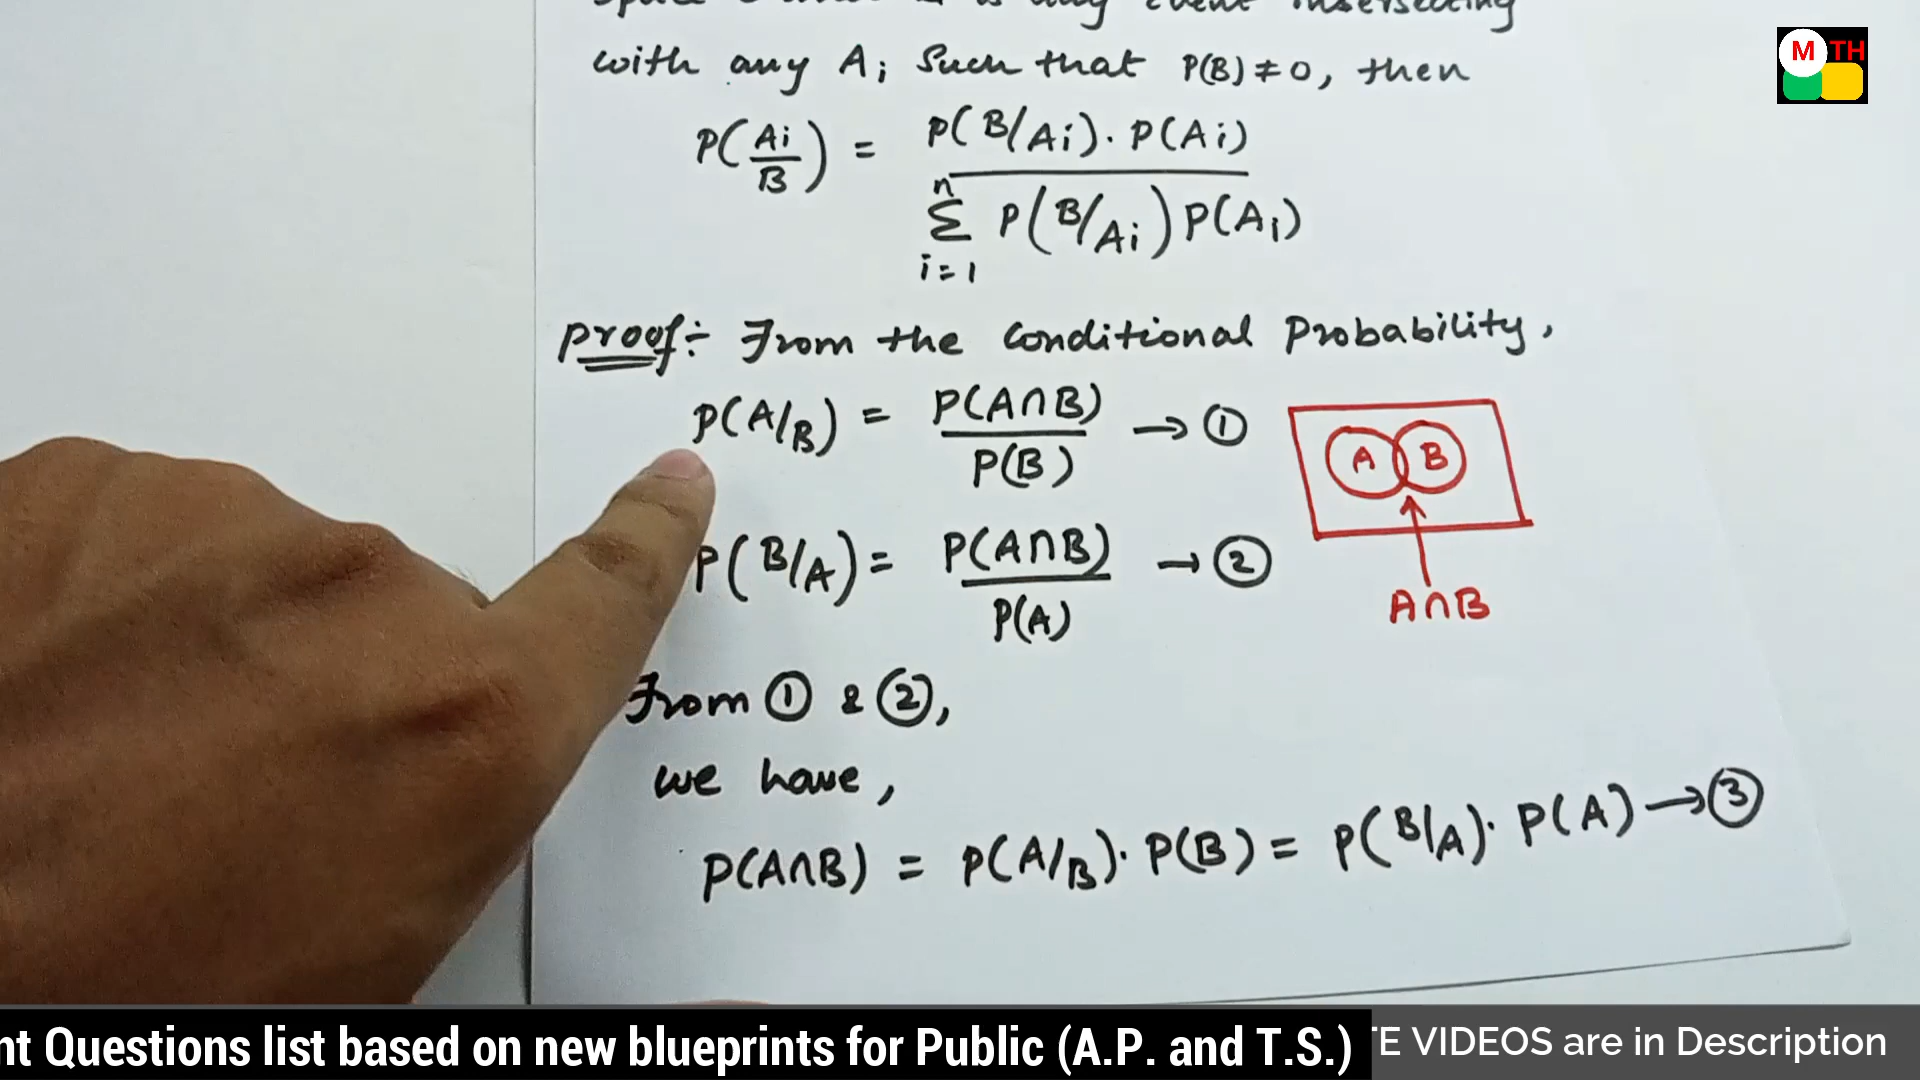 with any Ai such that P(B) ≠ 0, then
P(Ai/B) = P(B/I). P(Ai) / n Σ i=1 P(B/Ai) P(Ai)
Proof:- From the conditional Probability,
P(A/B) = P(A∩B) / P(B) → ①
P(B/A) = P(A∩B) / P(A) → ②
A B
A∩B
From ① & ②,
we have,
P(A∩B) = P(A/B). P(B) = P(B/A). P(A) → ③
M TH
nt Questions list based on new blueprints for Public (A.P. and T.S.)
TE VIDEOS are in Description